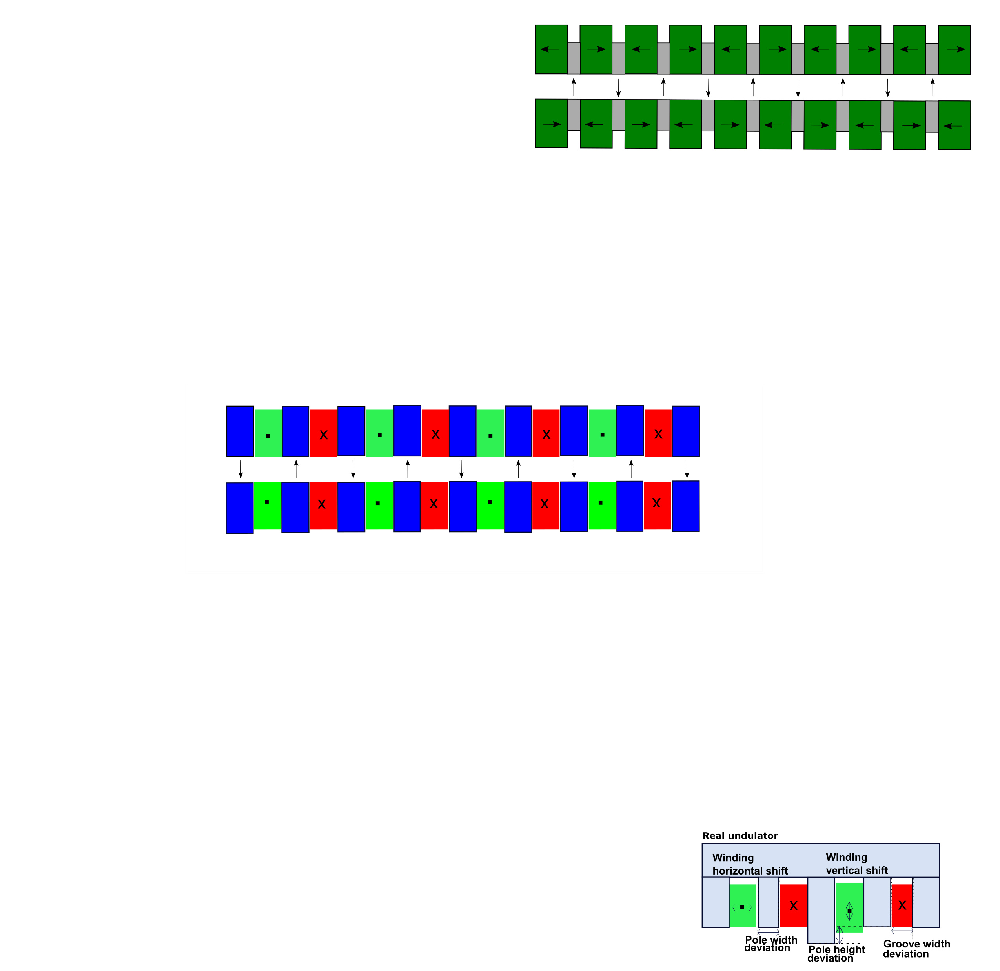 X X X X
X X X X
Real undulator
Winding
horizontal shift
Winding
vertical shift
X X
Pole width
deviation
Pole height
deviation
Groove width
deviation